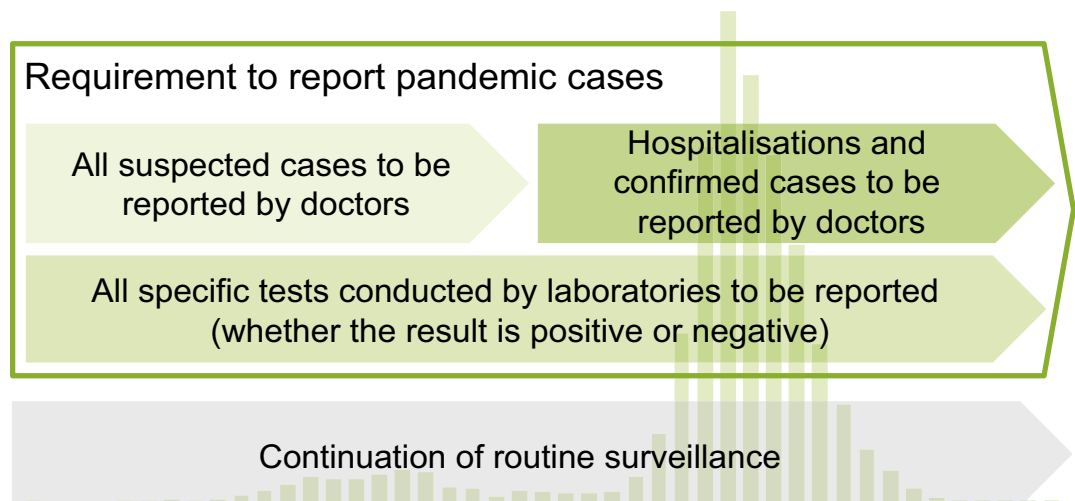 Requirement to report pandemic cases
All suspected cases to be
reported by doctors
Hospitalisations and
confirmed cases to be
reported by doctors
All specific tests conducted by laboratories to be reported
(whether the result is positive or negative)
Continuation of routine surveillance